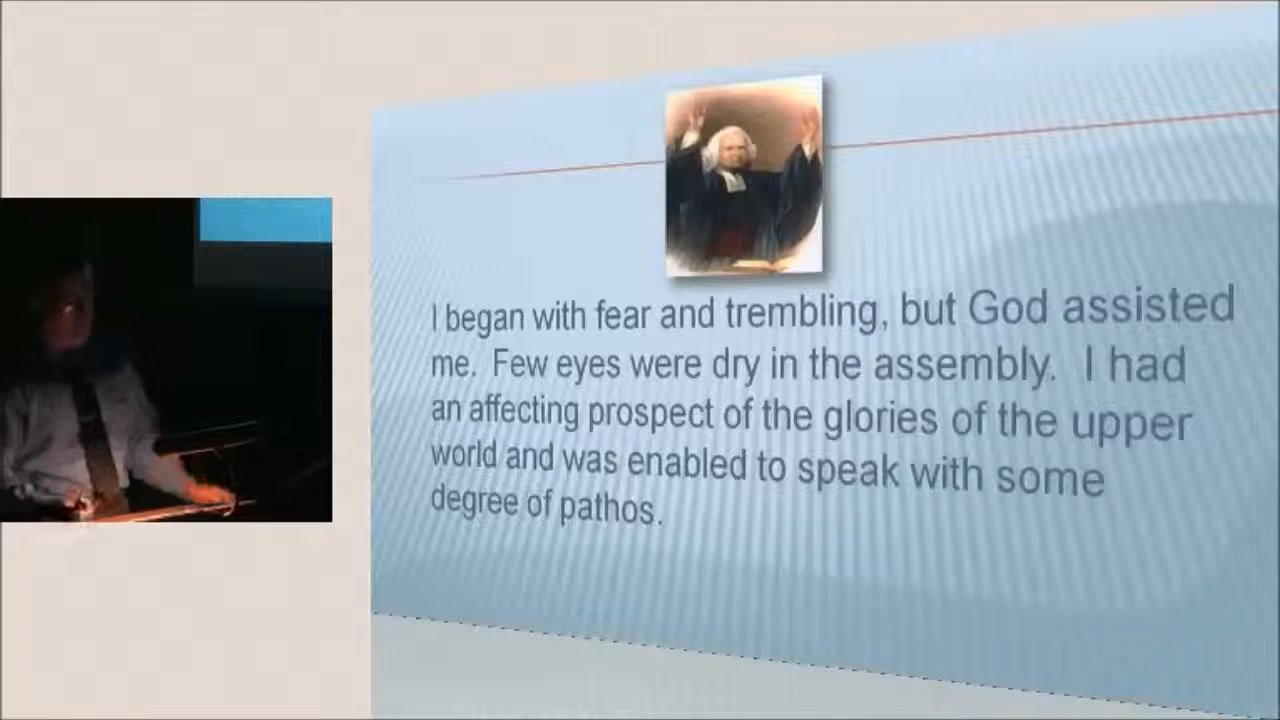 I began with fear and trembling, but God assisted
me. Few eyes were dry in the assembly. I had
an affecting prospect of the glories of the upper
world and was enabled to speak with some
degree of pathos.